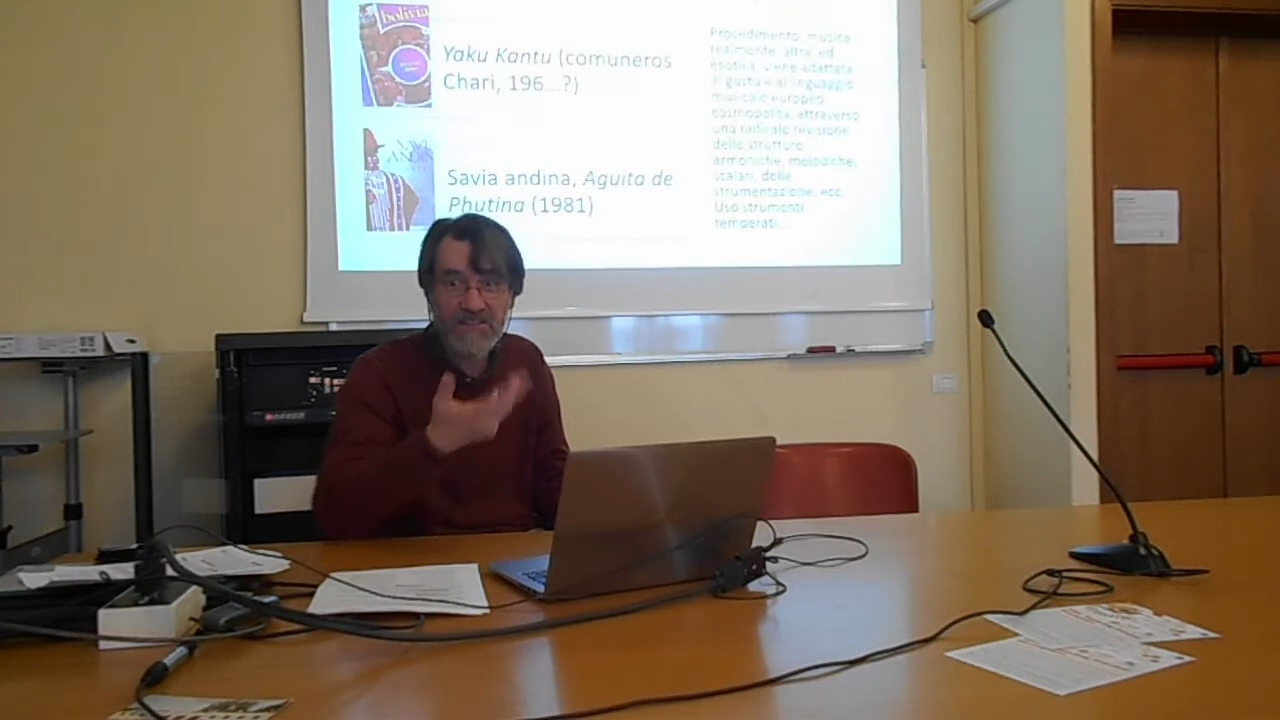 bolivia
Yaku Kantu (comuneros
Chari, 196...?)
Savia andina, Aguita de
Phutina (1981)
Procedimento: musica
realmente 'altra' ed
esotica, viene adattata
al gusto e al linguaggio
musicale europeo
cosmopolita, attraverso
una radicale revisione
delle strutture
armoniche, melodiche,
scalari, della
strumentazione, ecc.
Uso strumenti
temperati...